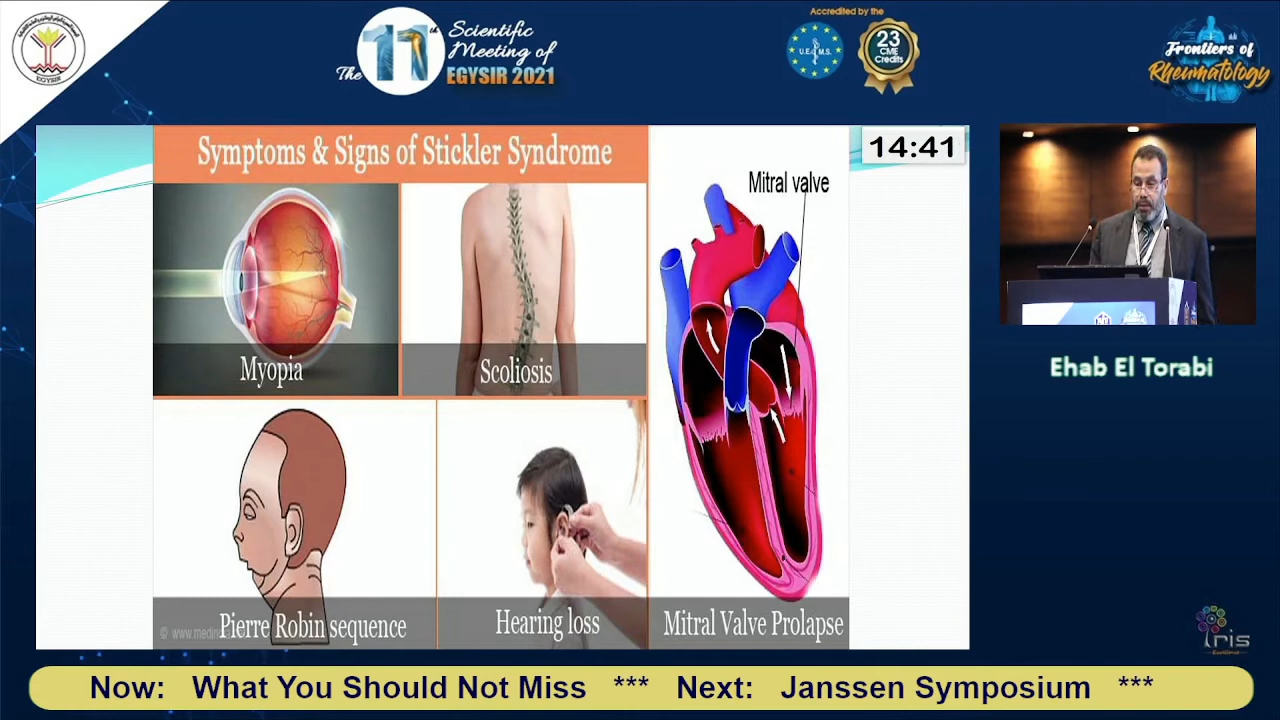 EGYSIR
The 11th
Scientific
Meeting of
EGYSIR 2021
Accredited by the
U.E.M.S.
23
CME
Credits
Frontiers of
Rheumatology
Symptoms & Signs of Stickler Syndrome
14:41
Mitral valve
Myopia
Scoliosis
Ehab El Torabi
Pierre Robin sequence
Hearing loss
Mitral Valve Prolapse
Iris
Now: What You Should Not Miss *** Next: Janssen Symposium ***